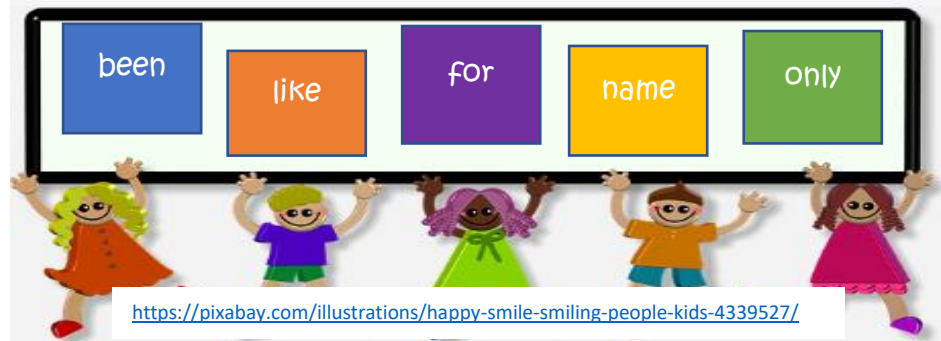 been
like
for
name
only
https://pixabay.com/illustrations/happy-smile-smiling-people-kids-4339527/